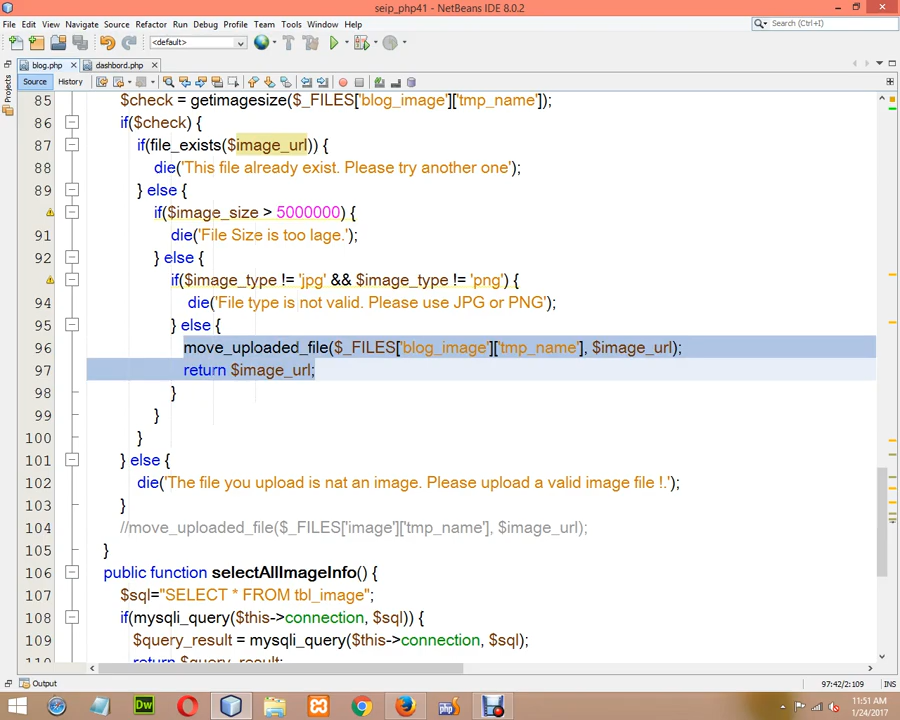 seip_php41 - NetBeans IDE 8.0.2
File Edit View Navigate Source Refactor Run Debug Profile Team Tools Window Help
Search (Ctrl+I)
<default>
blog.php dashbord.php
Source History
Projects
85 $check = getimagesize($_FILES['blog_image']['tmp_name']);
86 if($check) {
87 if(file_exists($image_url)) {
88 die('This file already exist. Please try another one');
89 } else {
if($image_size > 5000000) {
91 die('File Size is too lage.');
92 } else {
if($image_type != 'jpg' && $image_type != 'png') {
94 die('File type is not valid. Please use JPG or PNG');
95 } else {
96 move_uploaded_file($_FILES['blog_image']['tmp_name'], $image_url);
97 return $image_url;
98 }
99 }
100 }
101 } else {
102 die('The file you upload is nat an image. Please upload a valid image file !.');
103 }
104 //move_uploaded_file($_FILES['image']['tmp_name'], $image_url);
105 }
106 public function selectAllImageInfo() {
107 $sql="SELECT * FROM tbl_image";
108 if(mysqli_query($this->connection, $sql)) {
109 $query_result = mysqli_query($this->connection, $sql);
110 return $query_result;
Output
97:42/2:109 INS
Dw
php
11:51 AM
1/24/2017